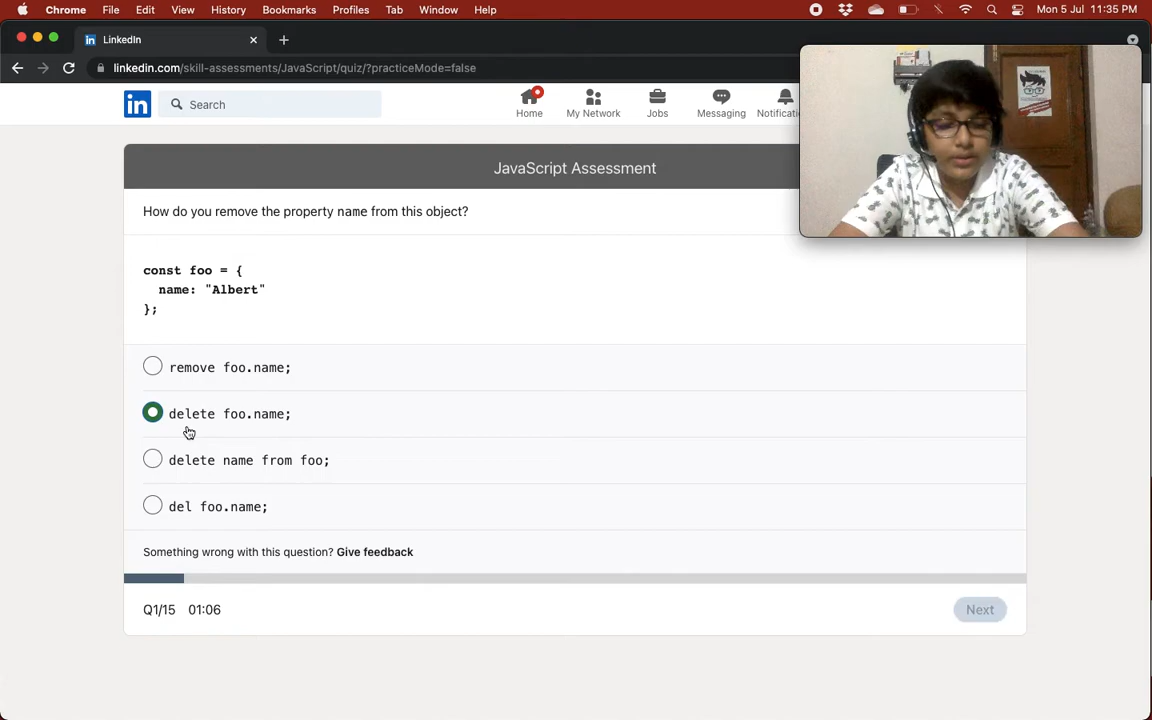 Chrome File Edit View History Bookmarks Profiles Tab Window Help Mon 5 Jul 11:35 PM
in LinkedIn
linkedin.com/skill-assessments/JavaScript/quiz/?practiceMode=false
in Search Home My Network Jobs Messaging Notificati
JavaScript Assessment
How do you remove the property name from this object?
const foo = {
name: "Albert"
};
remove foo.name;
delete foo.name;
delete name from foo;
del foo.name;
Something wrong with this question? Give feedback
Q1/15 01:06 Next